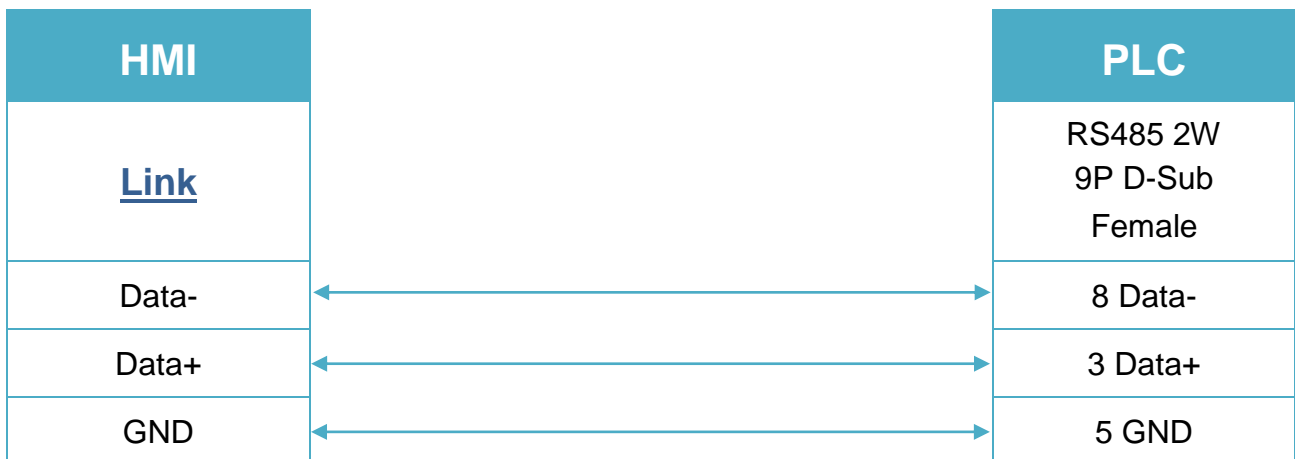 HMI
PLC
Link
RS485 2W
9P D-Sub
Female
Data-
8 Data-
Data+
3 Data+
GND
5 GND